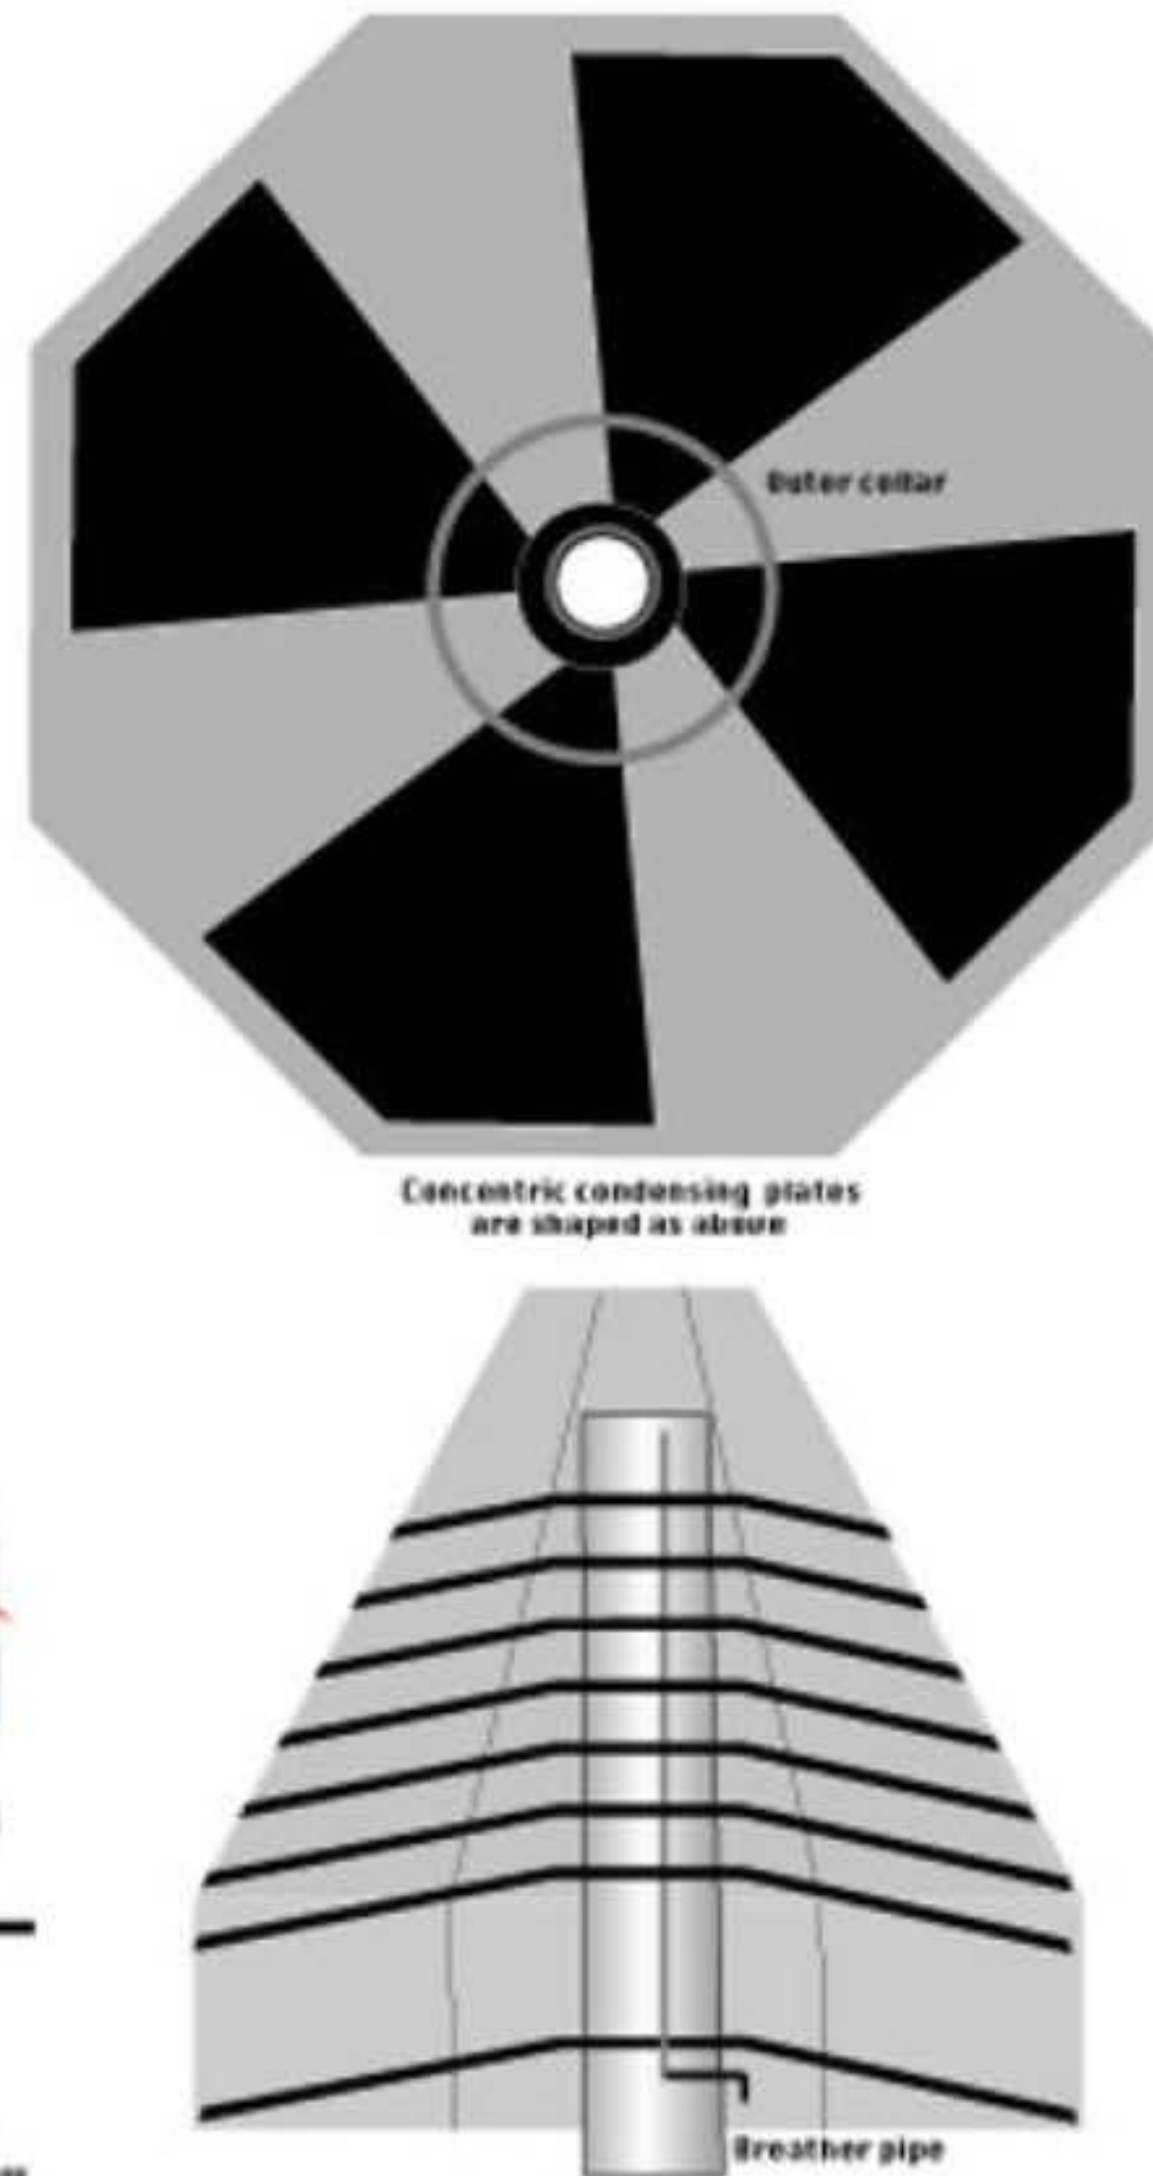 Outer collar
Concentric condensing plates
are shaped as above
Breather pipe